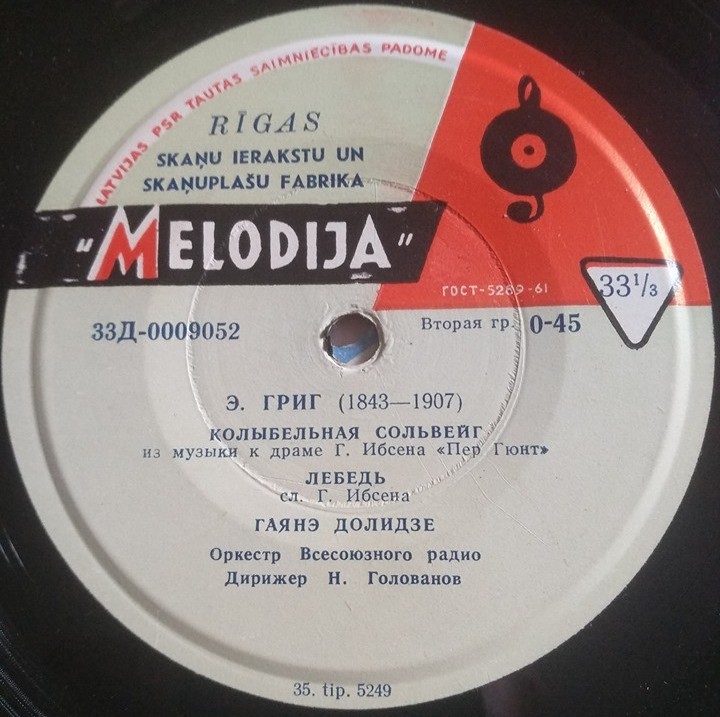 LATVIJAS PSR TAUTAS SAIMNIECĪBAS PADOME
RĪGAS
SKAŅU IERAKSTU UN
SKAŅUPLAŠU FABRIKA
"MELODIJA"
ГОСТ-5289-61
33 1/3
33Д-0009052
Вторая гр. 0-45
Э. ГРИГ (1843—1907)
КОЛЫБЕЛЬНАЯ СОЛЬВЕЙГ
из музыки к драме Г. Ибсена «Пер Гюнт»
ЛЕБЕДЬ
сл. Г. Ибсена
ГАЯНЭ ДОЛИДЗЕ
Оркестр Всесоюзного радио
Дирижер Н. Голованов
35. tip. 5249